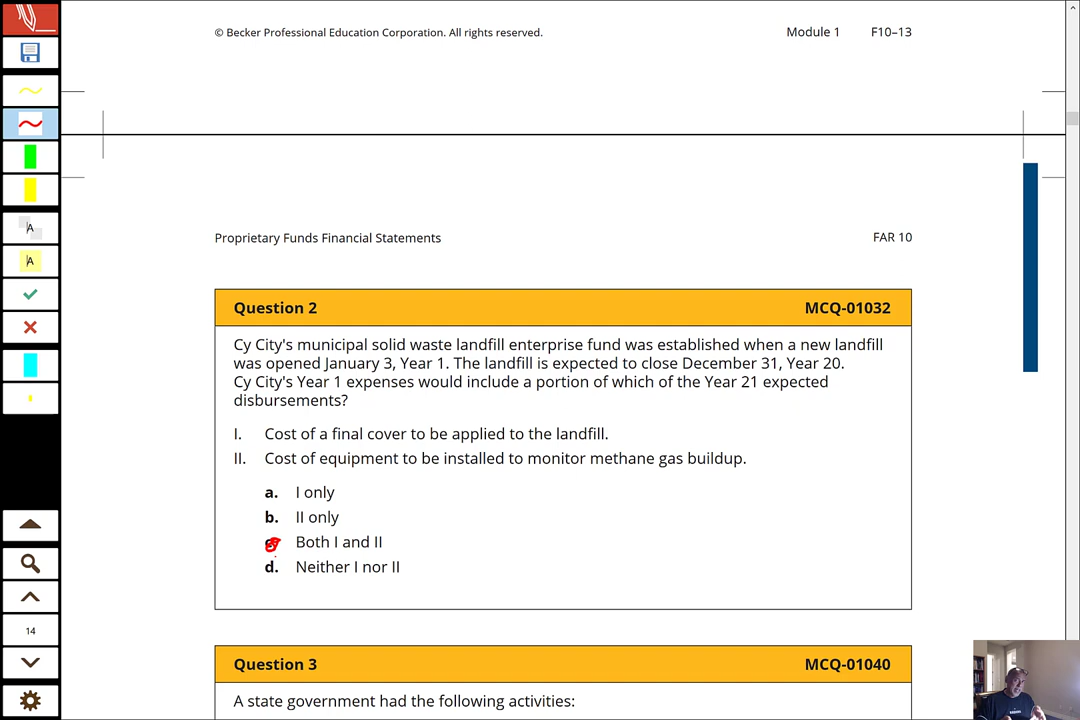 © Becker Professional Education Corporation. All rights reserved. Module 1 F10–13
Proprietary Funds Financial Statements FAR 10
Question 2 MCQ-01032
Cy City's municipal solid waste landfill enterprise fund was established when a new landfill
was opened January 3, Year 1. The landfill is expected to close December 31, Year 20.
Cy City's Year 1 expenses would include a portion of which of the Year 21 expected
disbursements?
I. Cost of a final cover to be applied to the landfill.
II. Cost of equipment to be installed to monitor methane gas buildup.
a. I only
b. II only
Both I and II
d. Neither I nor II
Question 3 MCQ-01040
A state government had the following activities:
A
A
14